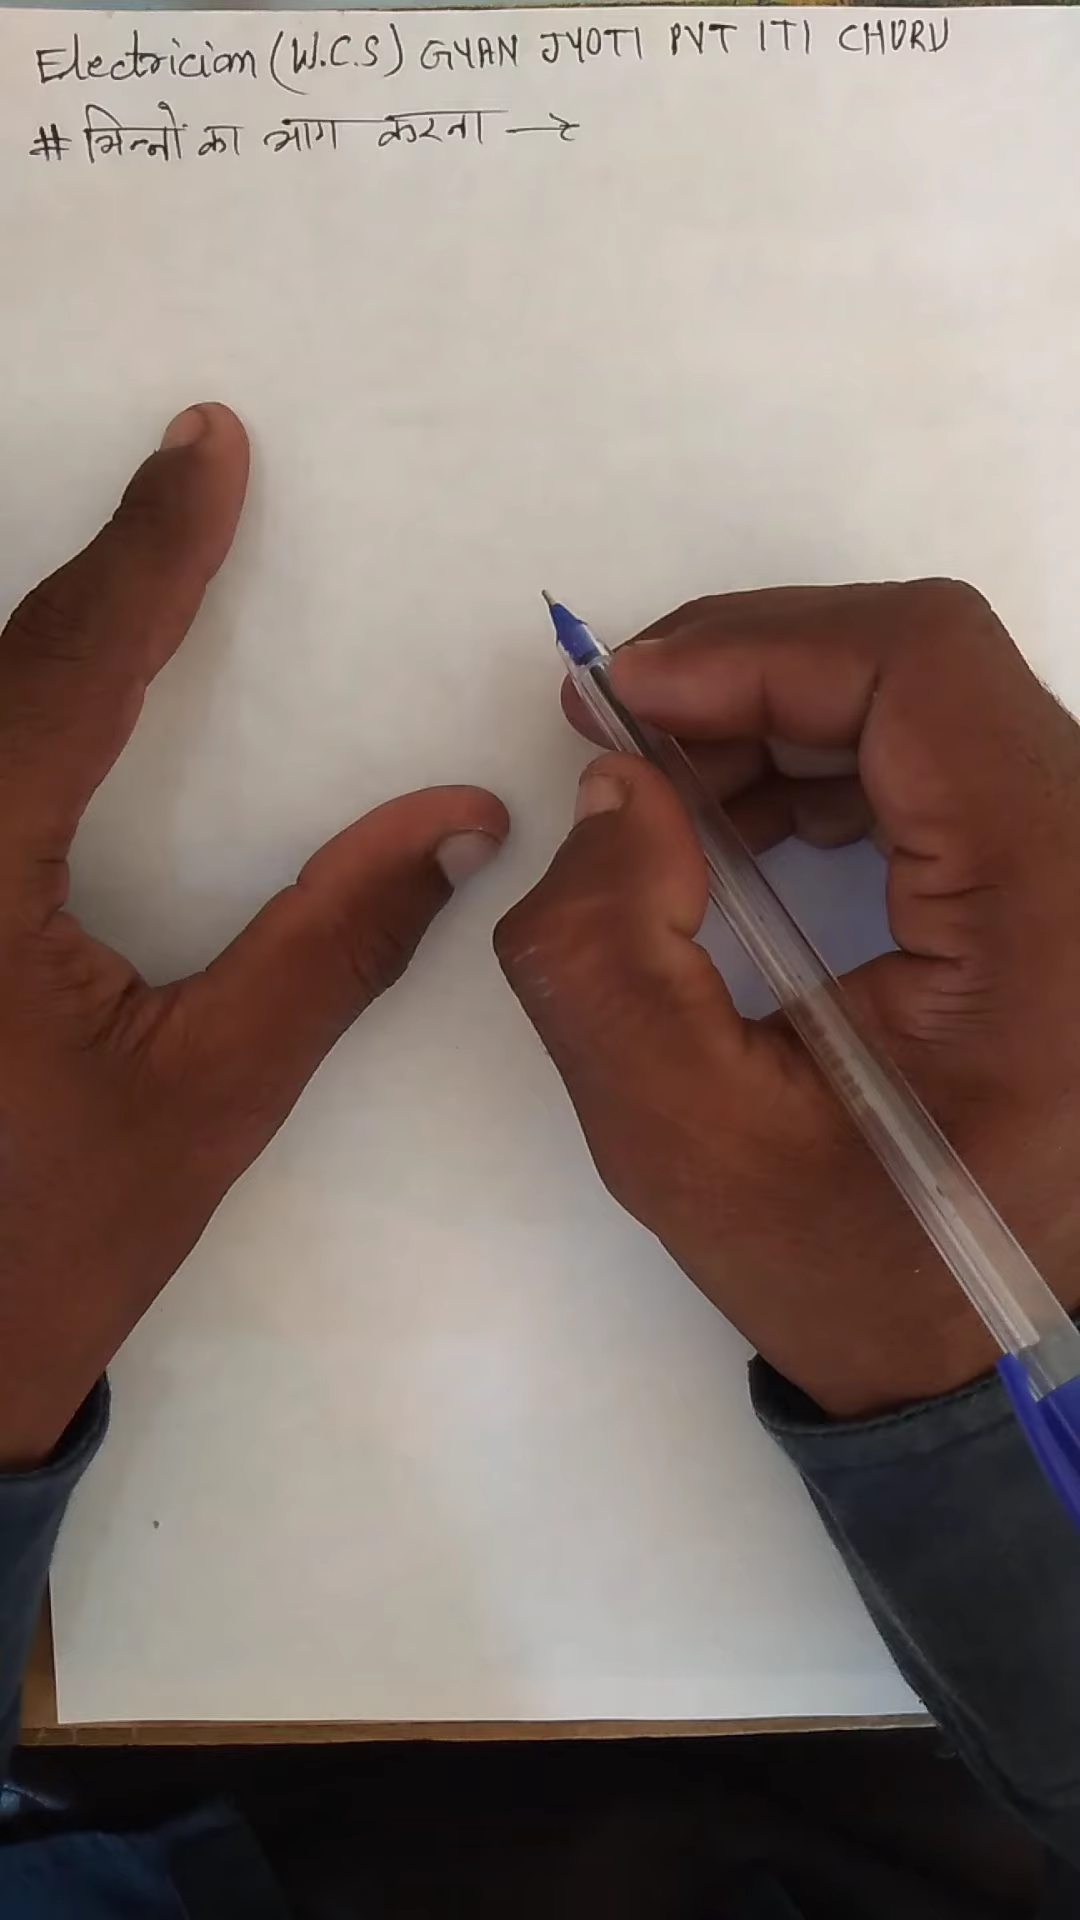 Electrician (W.C.S) GYAN JYOTI PVT ITI CHURU
# भिन्नों का भाग करना →